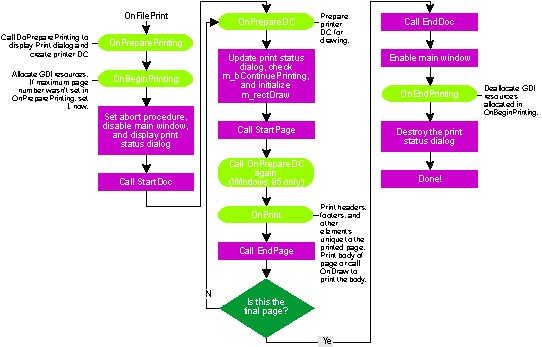 OnFilePrint
Call DoPreparePrinting to
display Print dialog and
create printer DC
OnPreparePrinting
Allocate GDI resources.
If maximum page
number wasn't set in
OnPreparePrinting, set
it now.
OnBeginPrinting
Set abort procedure,
disable main window,
and display print
status dialog
Call StartDoc
OnPrepareDC
Prepare
printer
DC for
drawing.
Update print status
dialog, check
m_bContinuePrinting,
and initialize
m_rectDraw
Call StartPage
Call OnPrepareDC
again
(Windows 95 only)
OnPrint
Print headers,
footers, and
other
elements
unique to the
printed page.
Print body of
page or call
OnDraw to
print the body.
Call EndPage
Is this the
final page?
N
Ye
Call EndDoc
Enable main window
OnEndPrinting
Deallocate GDI
resources
allocated in
OnBeginPrinting.
Destroy the print
status dialog
Done!